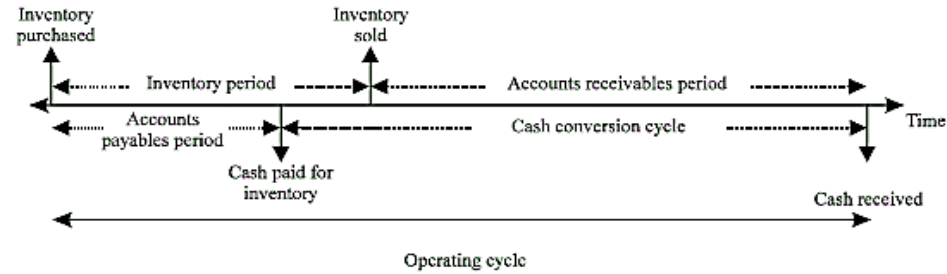 Inventory
purchased
Inventory
sold
Inventory period
Accounts receivables period
Time
Accounts
payables period
Cash conversion cycle
Cash paid for
inventory
Cash received
Operating cycle